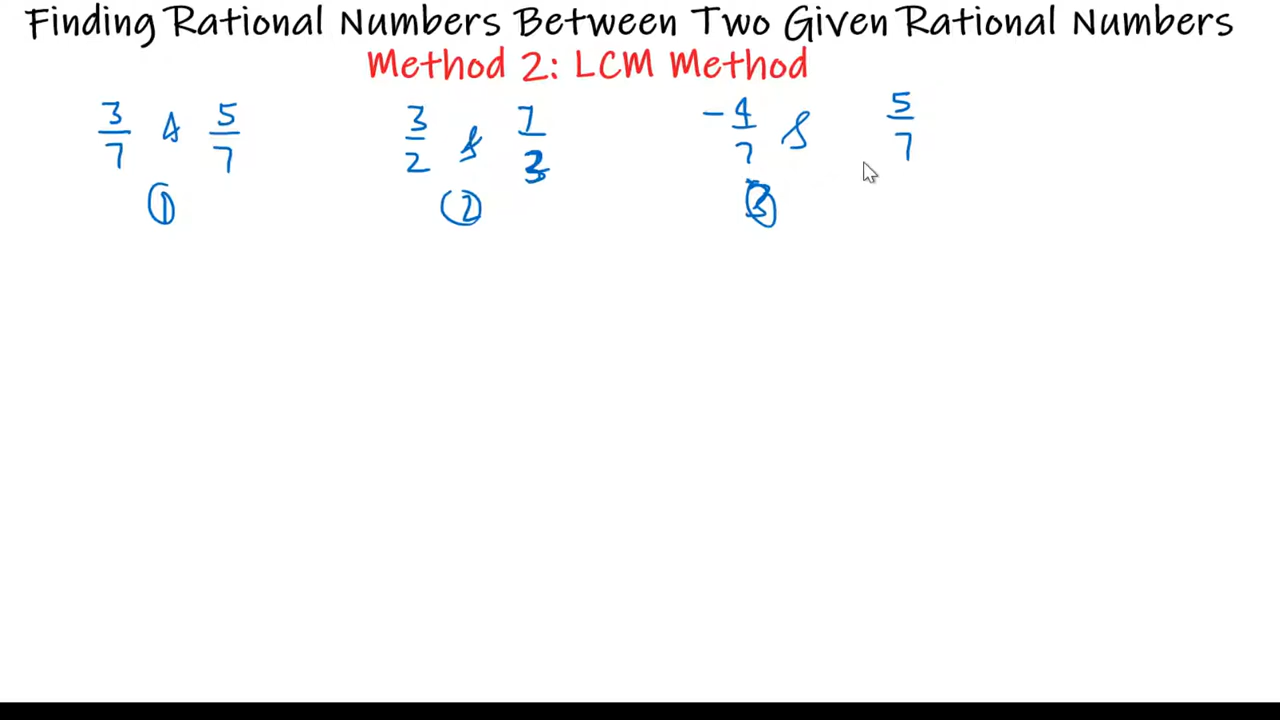 Finding Rational Numbers Between Two Given Rational Numbers
Method 2: LCM Method
3/7 & 5/7
①
3/2 & 7/3
②
-4/7 & 5/7
③